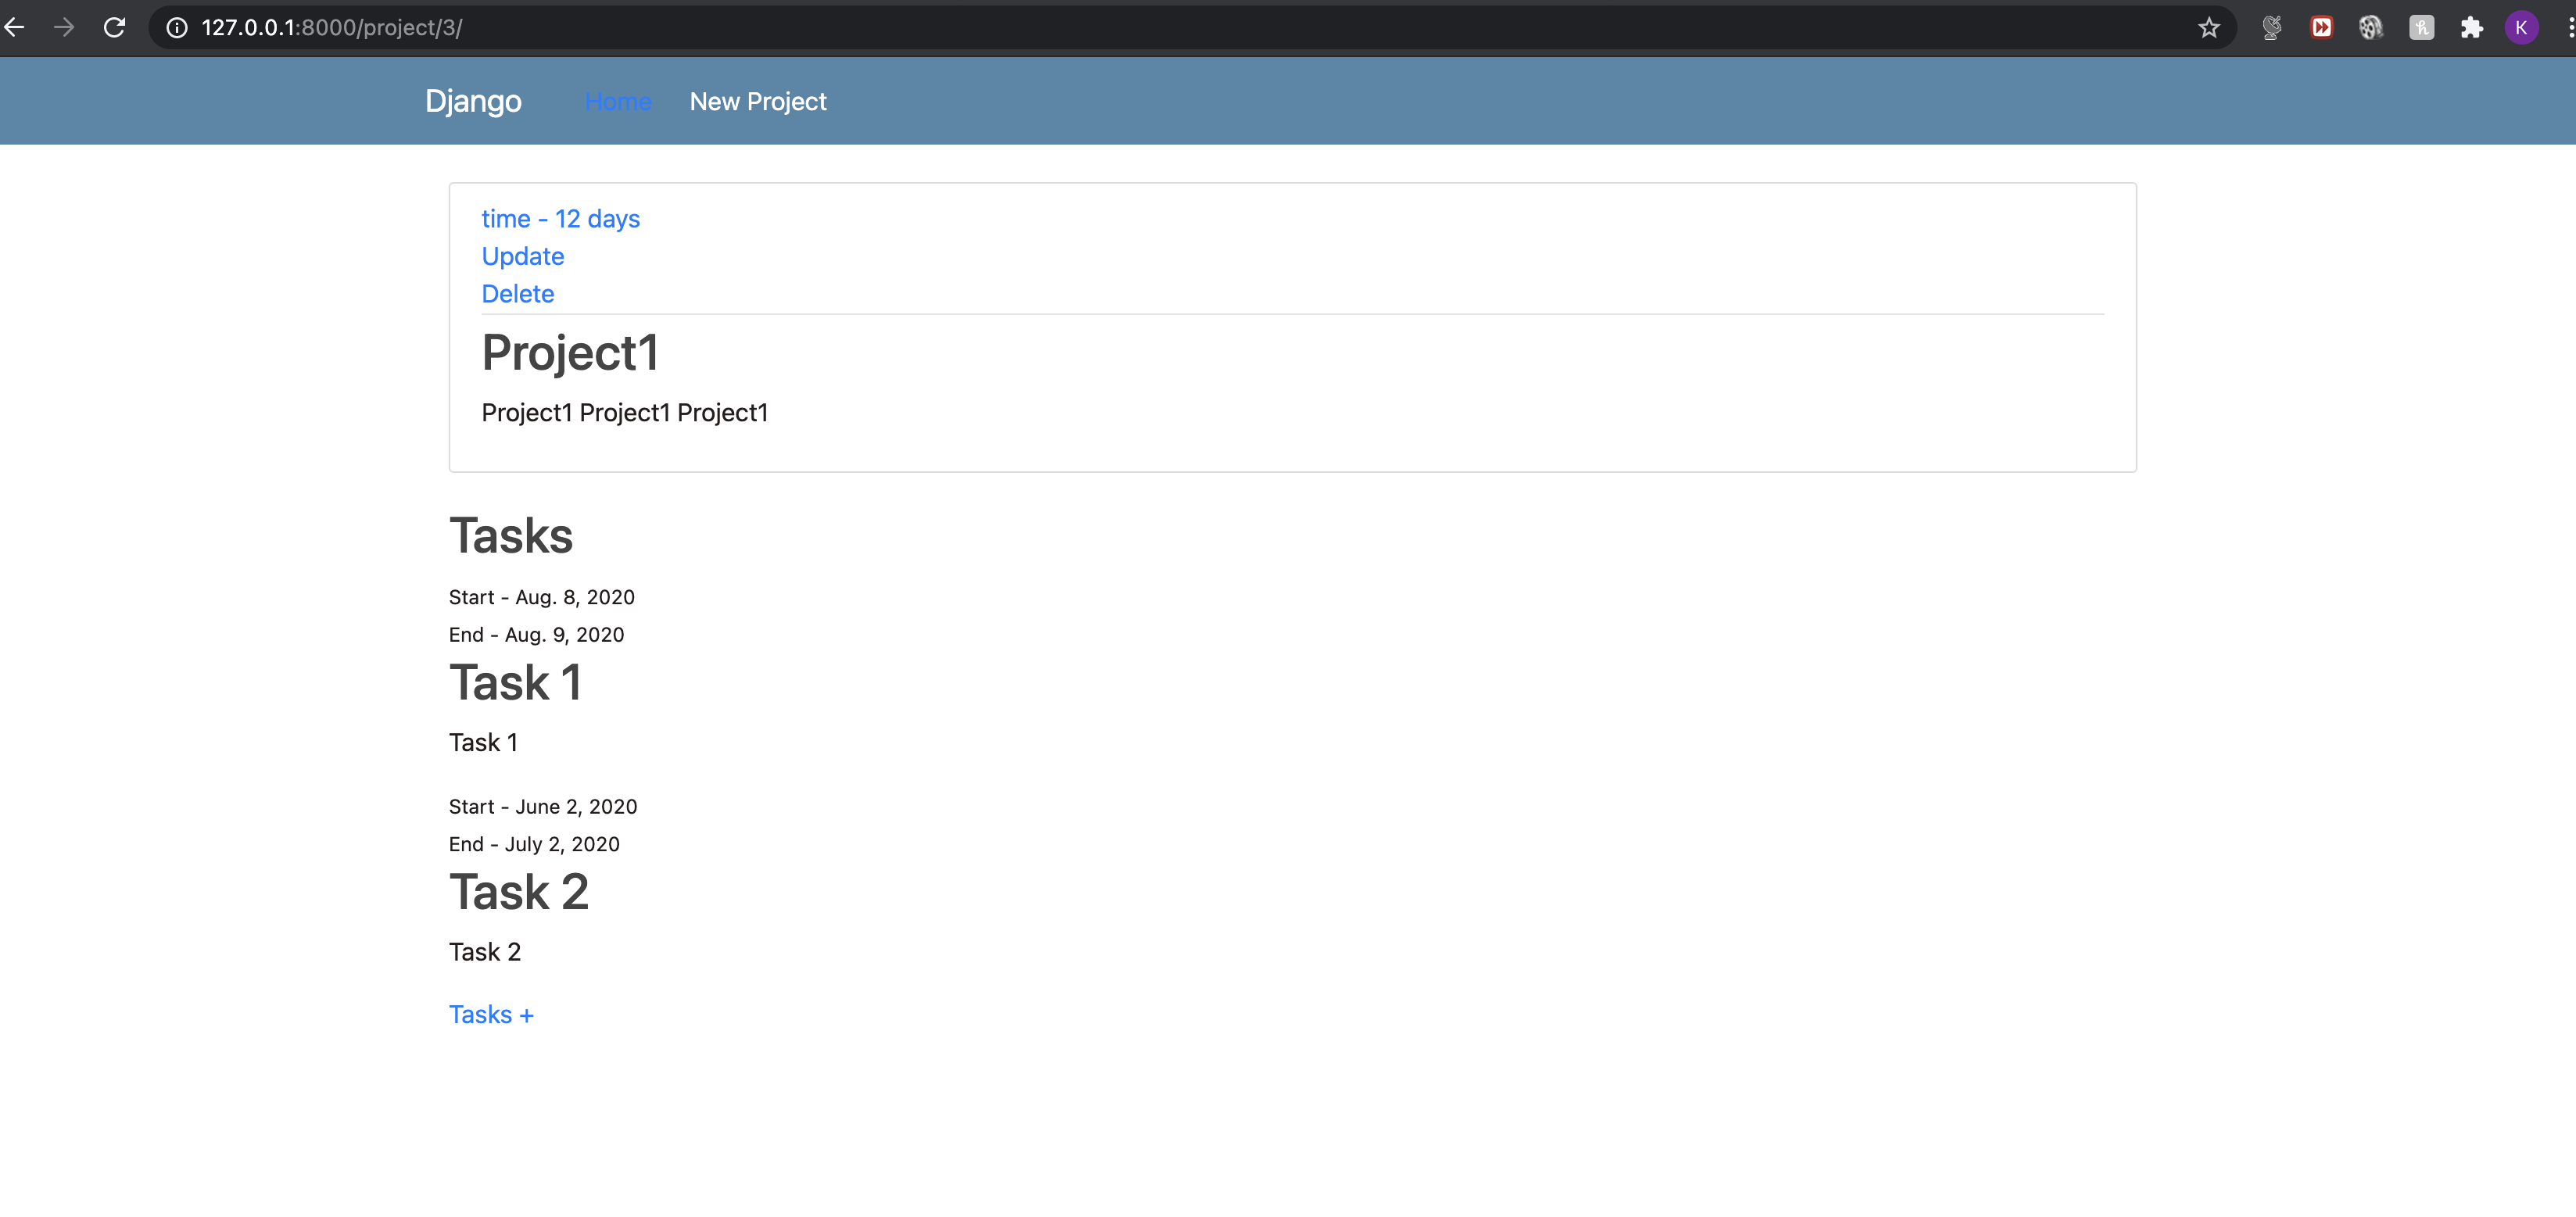 127.0.0.1:8000/project/3/
K
Django Home New Project
time - 12 days
Update
Delete
Project1
Project1 Project1 Project1
Tasks
Start - Aug. 8, 2020
End - Aug. 9, 2020
Task 1
Task 1
Start - June 2, 2020
End - July 2, 2020
Task 2
Task 2
Tasks +